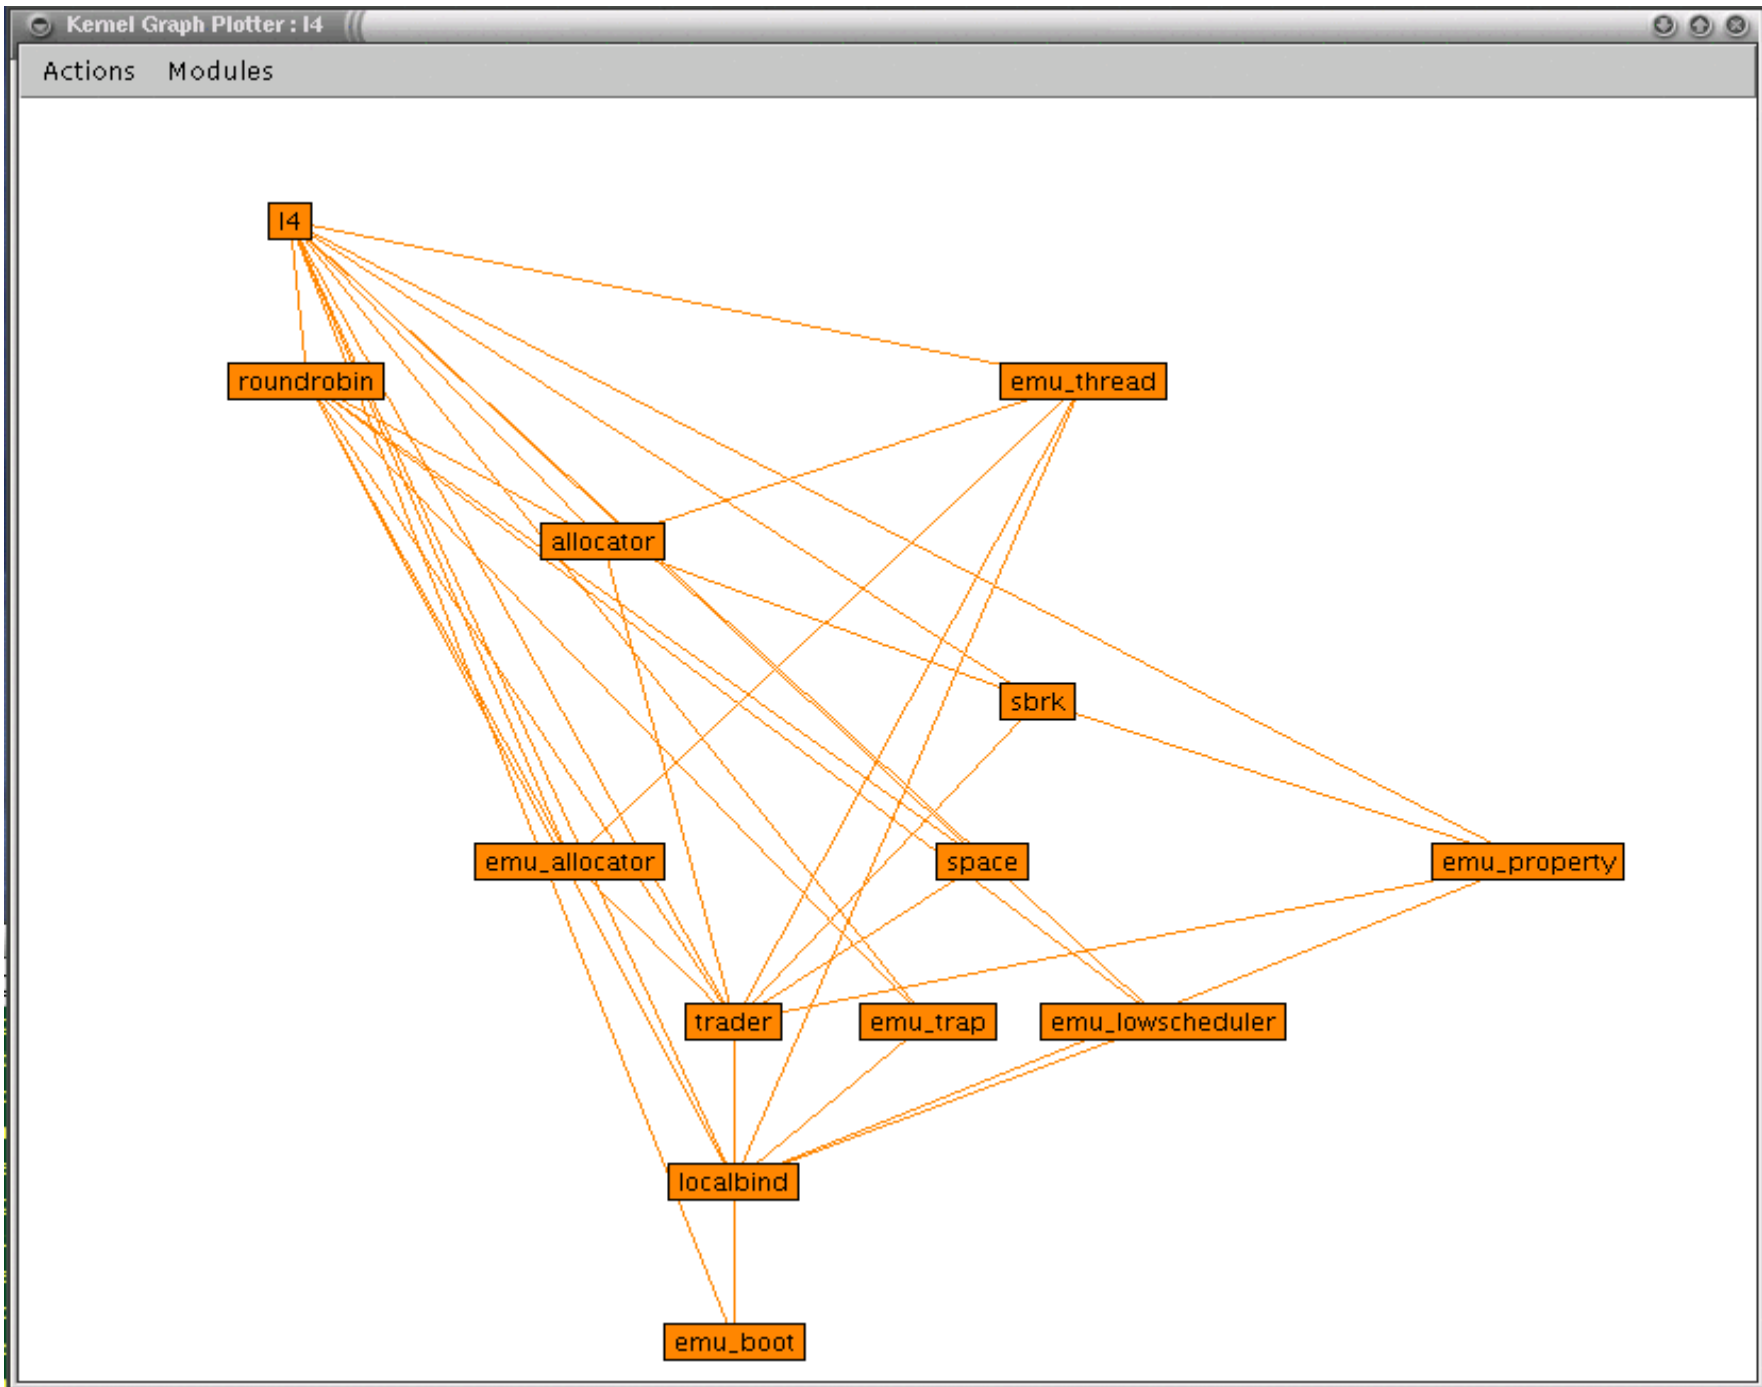 Kernel Graph Plotter : l4
Actions Modules
l4
roundrobin emu_thread
allocator
sbrk
emu_allocator space emu_property
trader emu_trap emu_lowscheduler
localbind
emu_boot